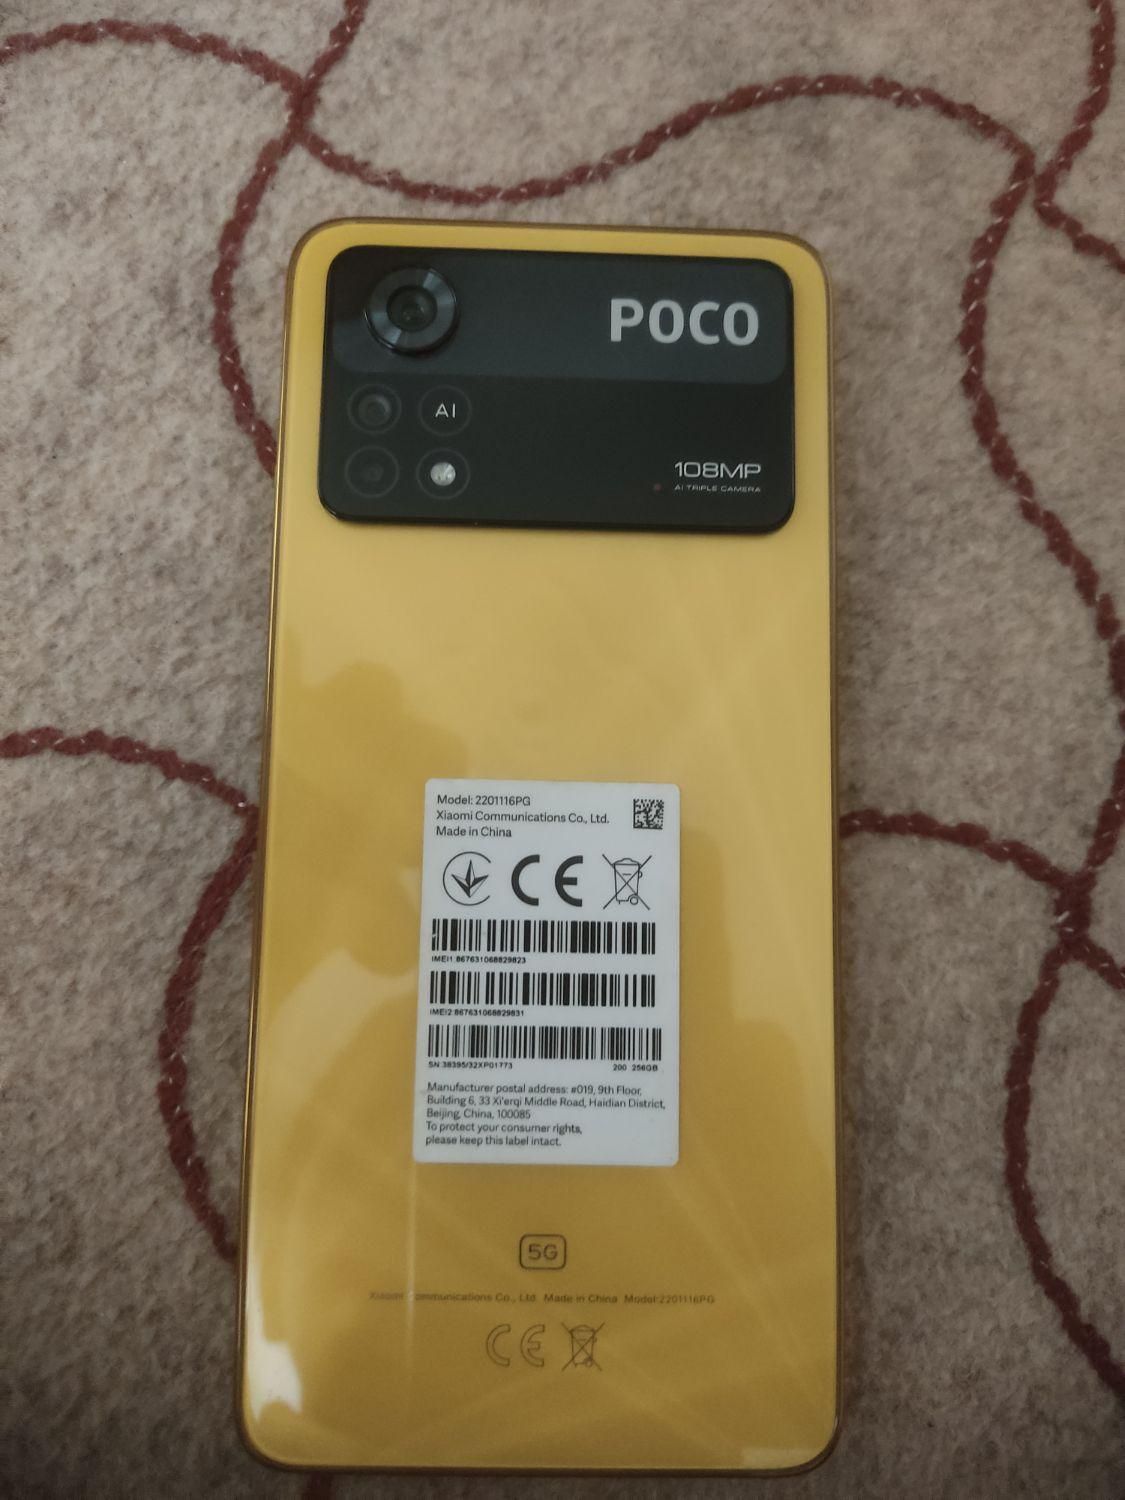 POCO
AI
108MP
AI TRIPLE CAMERA
Model: 2201116PG
Xiaomi Communications Co., Ltd.
Made in China
CE
IMEI1:867631068829823
IMEI2:867631068829831
SN:38395/32XP01773 200 256GB
Manufacturer postal address: #019, 9th Floor,
Building 6, 33 Xi'erqi Middle Road, Haidian District,
Beijing, China, 100085
To protect your consumer rights,
please keep this label intact.
5G
Xiaomi Communications Co., Ltd. Made in China Model:2201116PG
CE